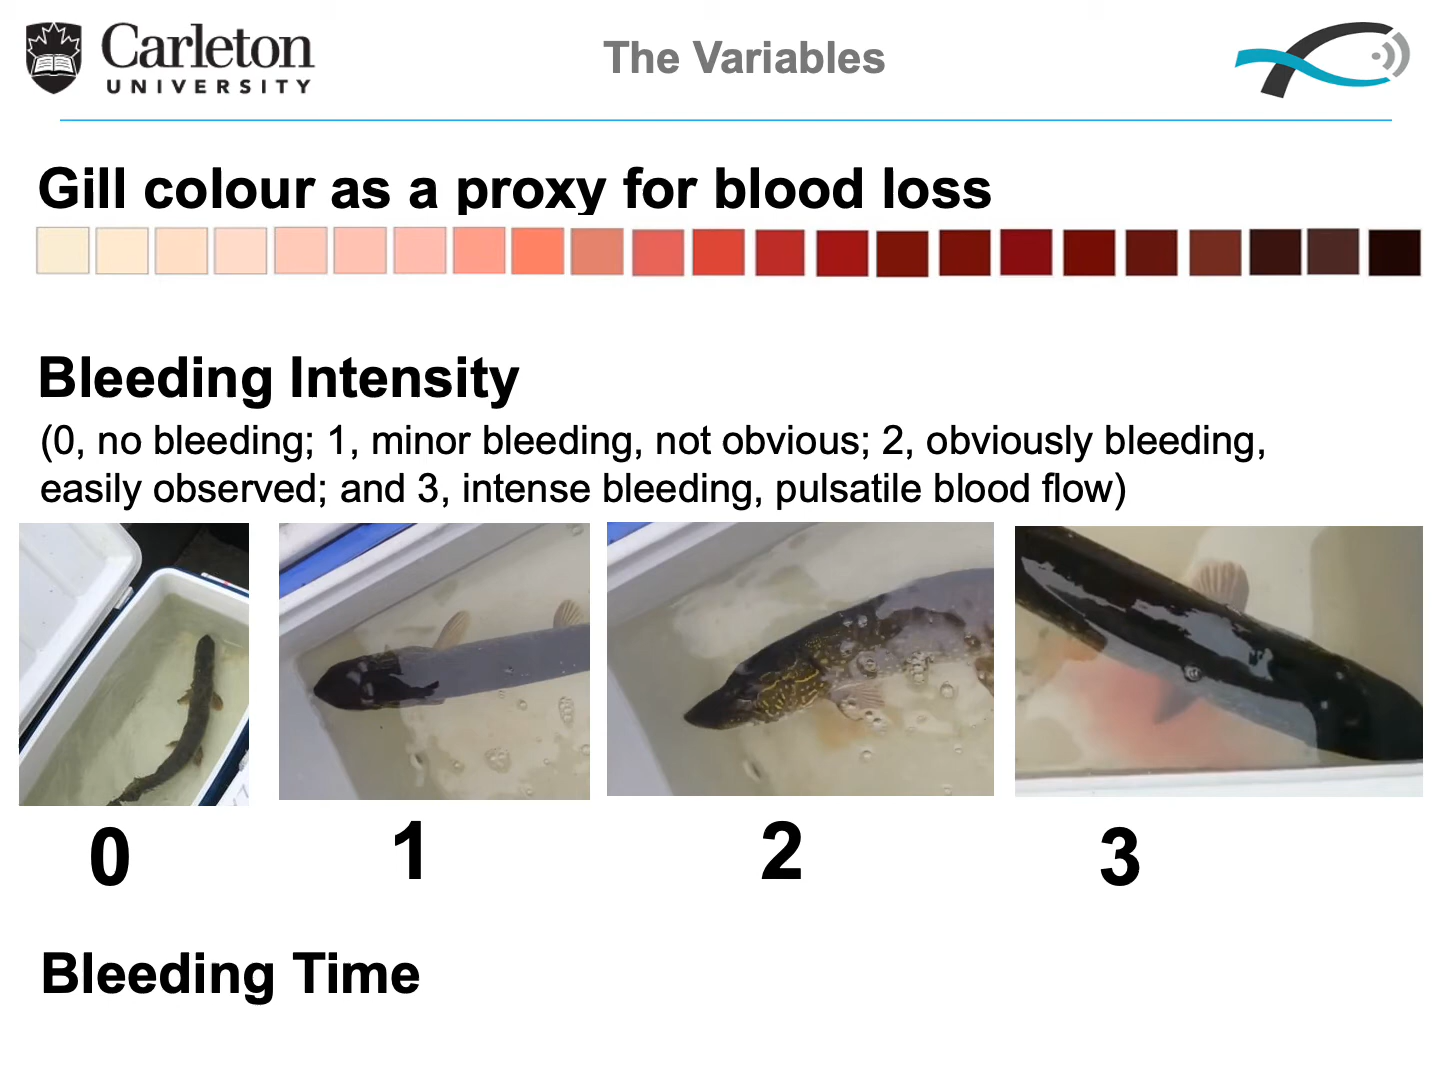 Carleton
UNIVERSITY
The Variables
Gill colour as a proxy for blood loss
Bleeding Intensity
(0, no bleeding; 1, minor bleeding, not obvious; 2, obviously bleeding,
easily observed; and 3, intense bleeding, pulsatile blood flow)
0 1 2 3
Bleeding Time